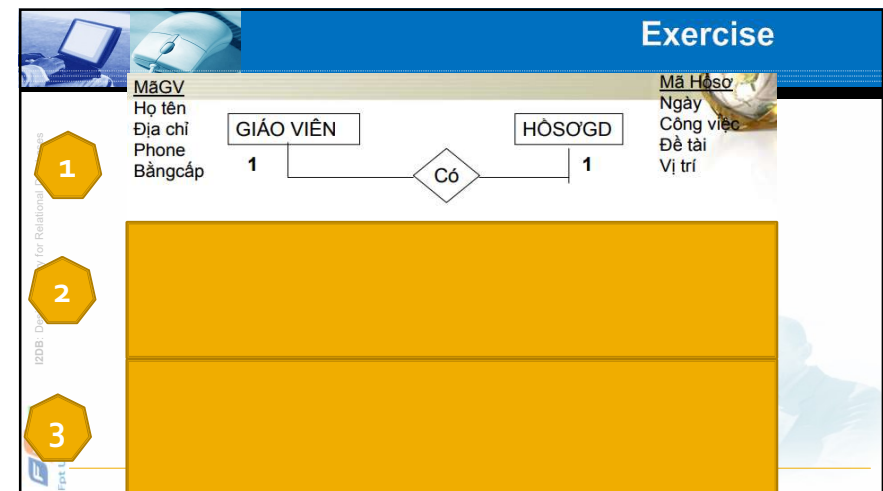 Exercise
MãGV
Họ tên
Địa chỉ
Phone
Bằngcấp
GIÁO VIÊN
1
Có
HỒSƠGD
1
Mã Hồsơ
Ngày
Công việc
Đề tài
Vị trí
1
2
3
I2DB: for Relational
Fpt